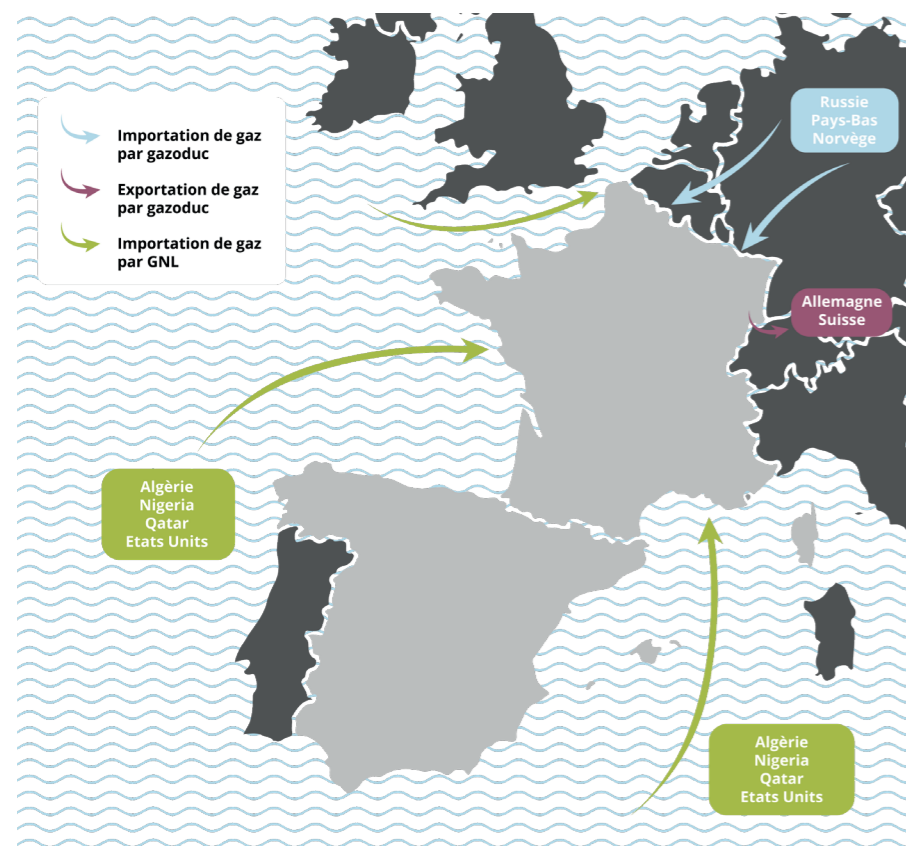 Importation de gaz
par gazoduc
Exportation de gaz
par gazoduc
Importation de gaz
par GNL
Russie
Pays-Bas
Norvège
Allemagne
Suisse
Algèrie
Nigeria
Qatar
Etats Units
Algèrie
Nigeria
Qatar
Etats Units